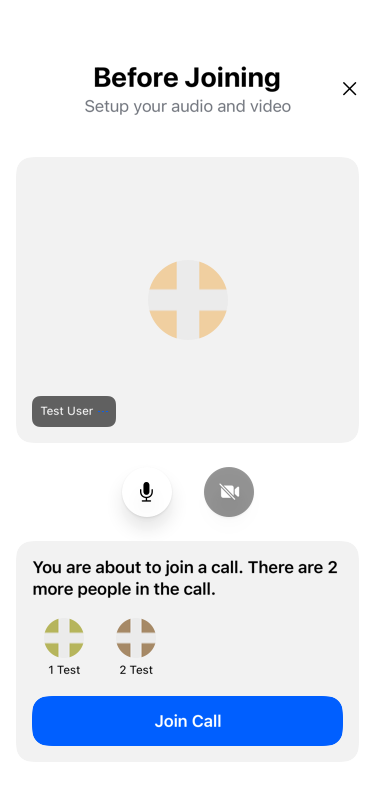 Before Joining
Setup your audio and video
Test User
You are about to join a call. There are 2
more people in the call.
1 Test
2 Test
Join Call